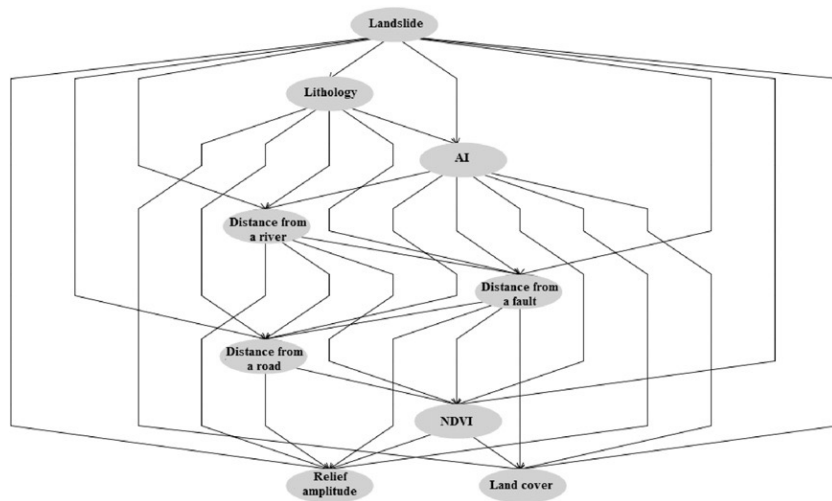 Landslide
Lithology
AI
Distance from
a river
Distance from
a fault
Distance from
a road
NDVI
Relief
amplitude
Land cover